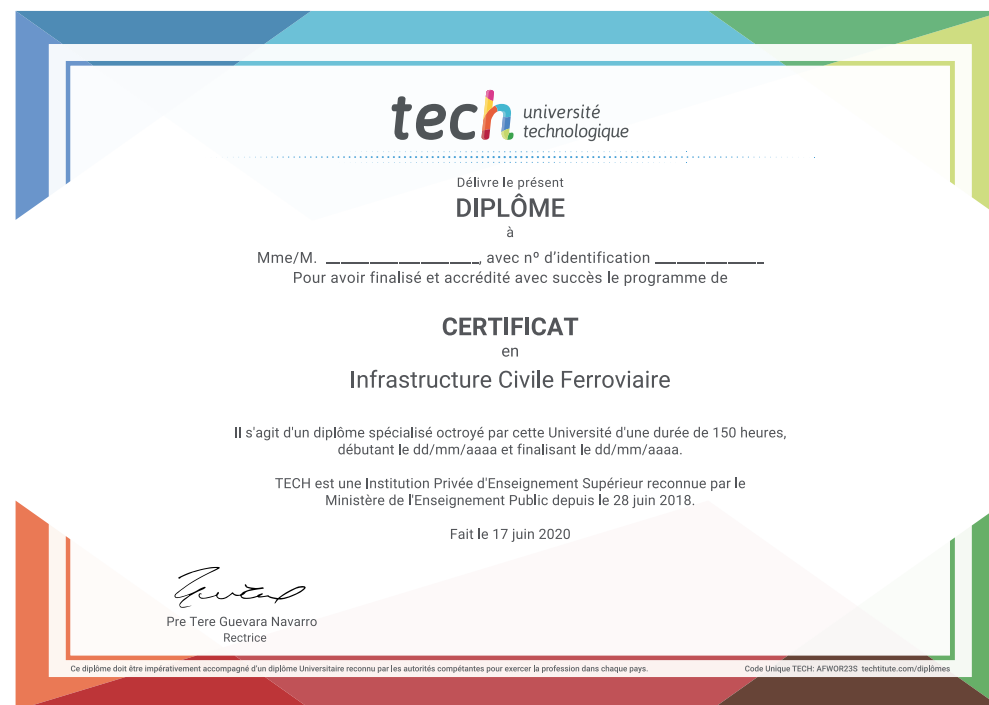 tech université
technologique
Délivre le présent
DIPLÔME
à
Mme/M. ____________________, avec nº d'identification ______________
Pour avoir finalisé et accrédité avec succès le programme de
CERTIFICAT
en
Infrastructure Civile Ferroviaire
Il s'agit d'un diplôme spécialisé octroyé par cette Université d'une durée de 150 heures,
débutant le dd/mm/aaaa et finalisant le dd/mm/aaaa.
TECH est une Institution Privée d'Enseignement Supérieur reconnue par le
Ministère de l'Enseignement Public depuis le 28 juin 2018.
Fait le 17 juin 2020
Pre Tere Guevara Navarro
Rectrice
Ce diplôme doit être impérativement accompagné d'un diplôme Universitaire reconnu par les autorités compétantes pour exercer la profession dans chaque pays.
Code Unique TECH: AFWOR23S techtitute.com/diplômes